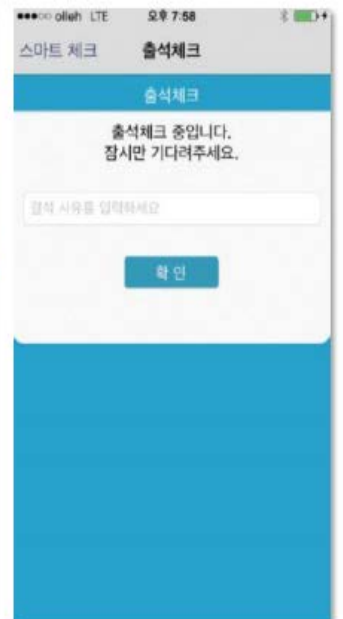 olleh LTE 오후 7:58
스마트 체크 출석체크
출석체크
출석체크 중입니다.
잠시만 기다려주세요.
결석 사유를 입력하세요
확인